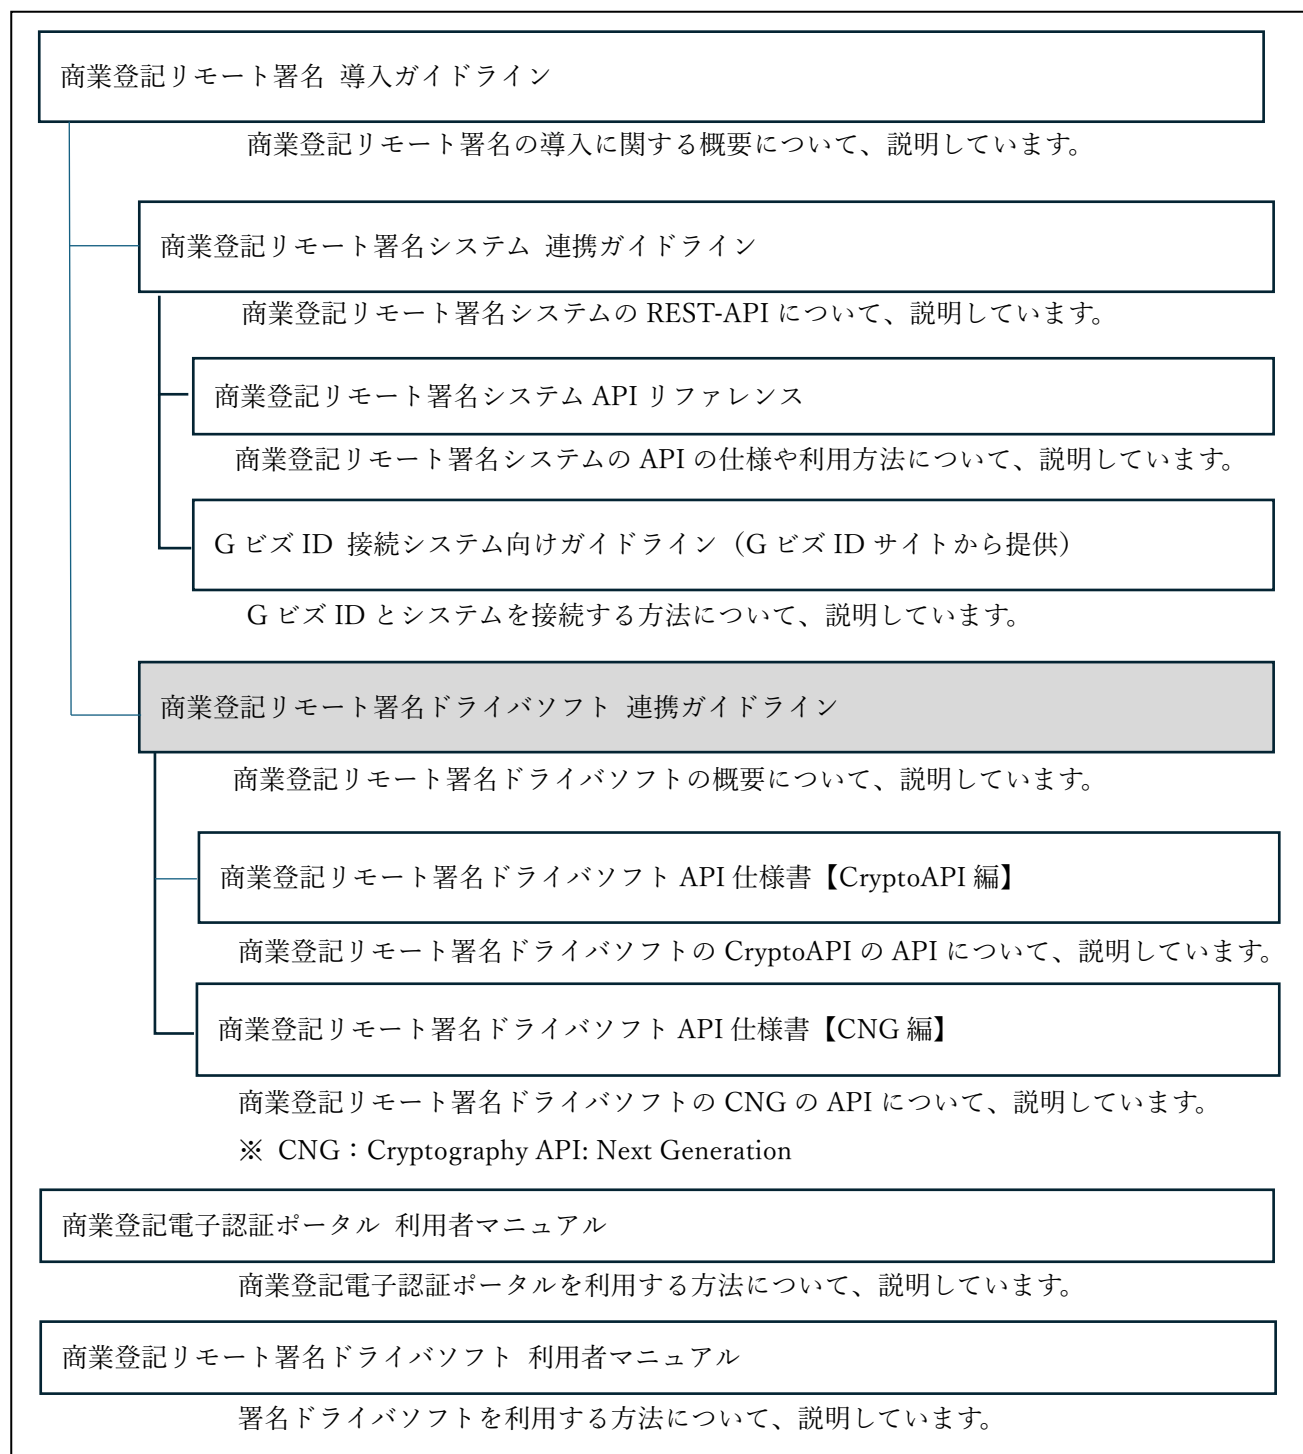 商業登記リモート署名 導入ガイドライン
商業登記リモート署名の導入に関する概要について、説明しています。
商業登記リモート署名システム 連携ガイドライン
商業登記リモート署名システムの REST-API について、説明しています。
商業登記リモート署名システム API リファレンス
商業登記リモート署名システムの API の仕様や利用方法について、説明しています。
G ビズ ID 接続システム向けガイドライン（G ビズ ID サイトから提供）
G ビズ ID とシステムを接続する方法について、説明しています。
商業登記リモート署名ドライバソフト 連携ガイドライン
商業登記リモート署名ドライバソフトの概要について、説明しています。
商業登記リモート署名ドライバソフト API 仕様書【CryptoAPI 編】
商業登記リモート署名ドライバソフトの CryptoAPI の API について、説明しています。
商業登記リモート署名ドライバソフト API 仕様書【CNG 編】
商業登記リモート署名ドライバソフトの CNG の API について、説明しています。
※ CNG：Cryptography API: Next Generation
商業登記電子認証ポータル 利用者マニュアル
商業登記電子認証ポータルを利用する方法について、説明しています。
商業登記リモート署名ドライバソフト 利用者マニュアル
署名ドライバソフトを利用する方法について、説明しています。